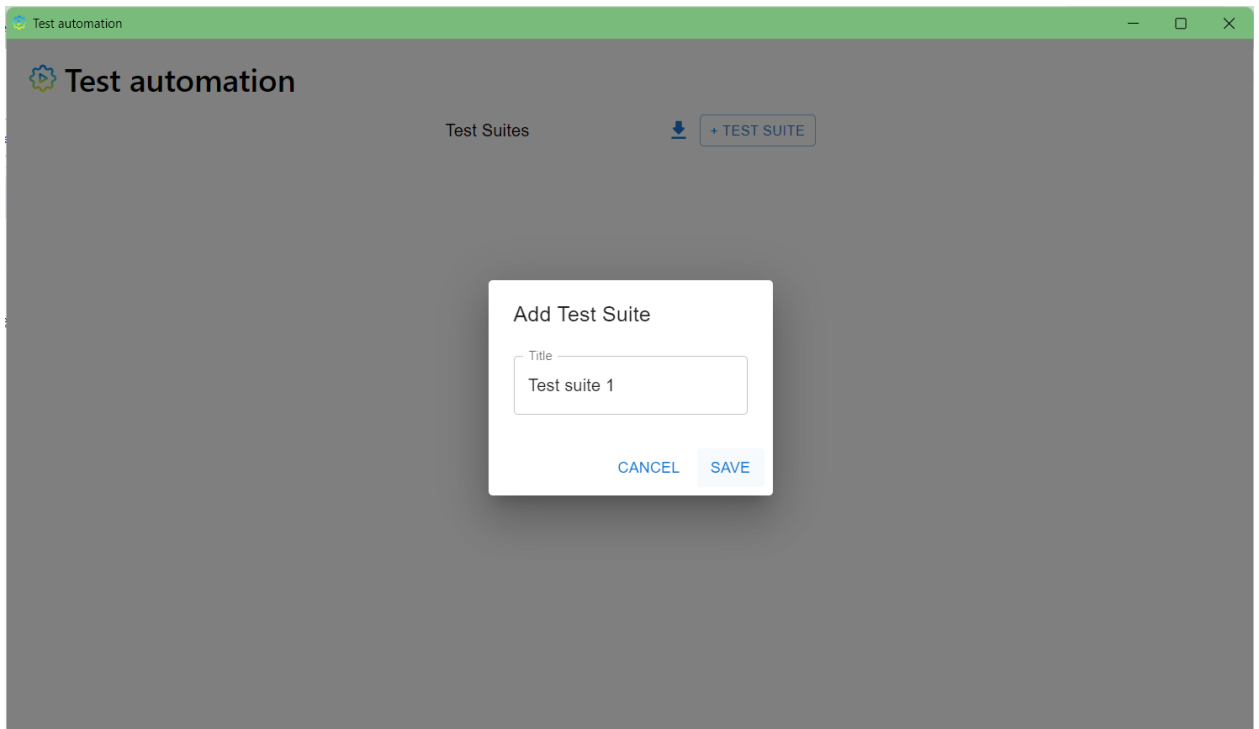 Test automation
Test automation
Test Suites
+ TEST SUITE
Add Test Suite
Title
Test suite 1
CANCEL SAVE